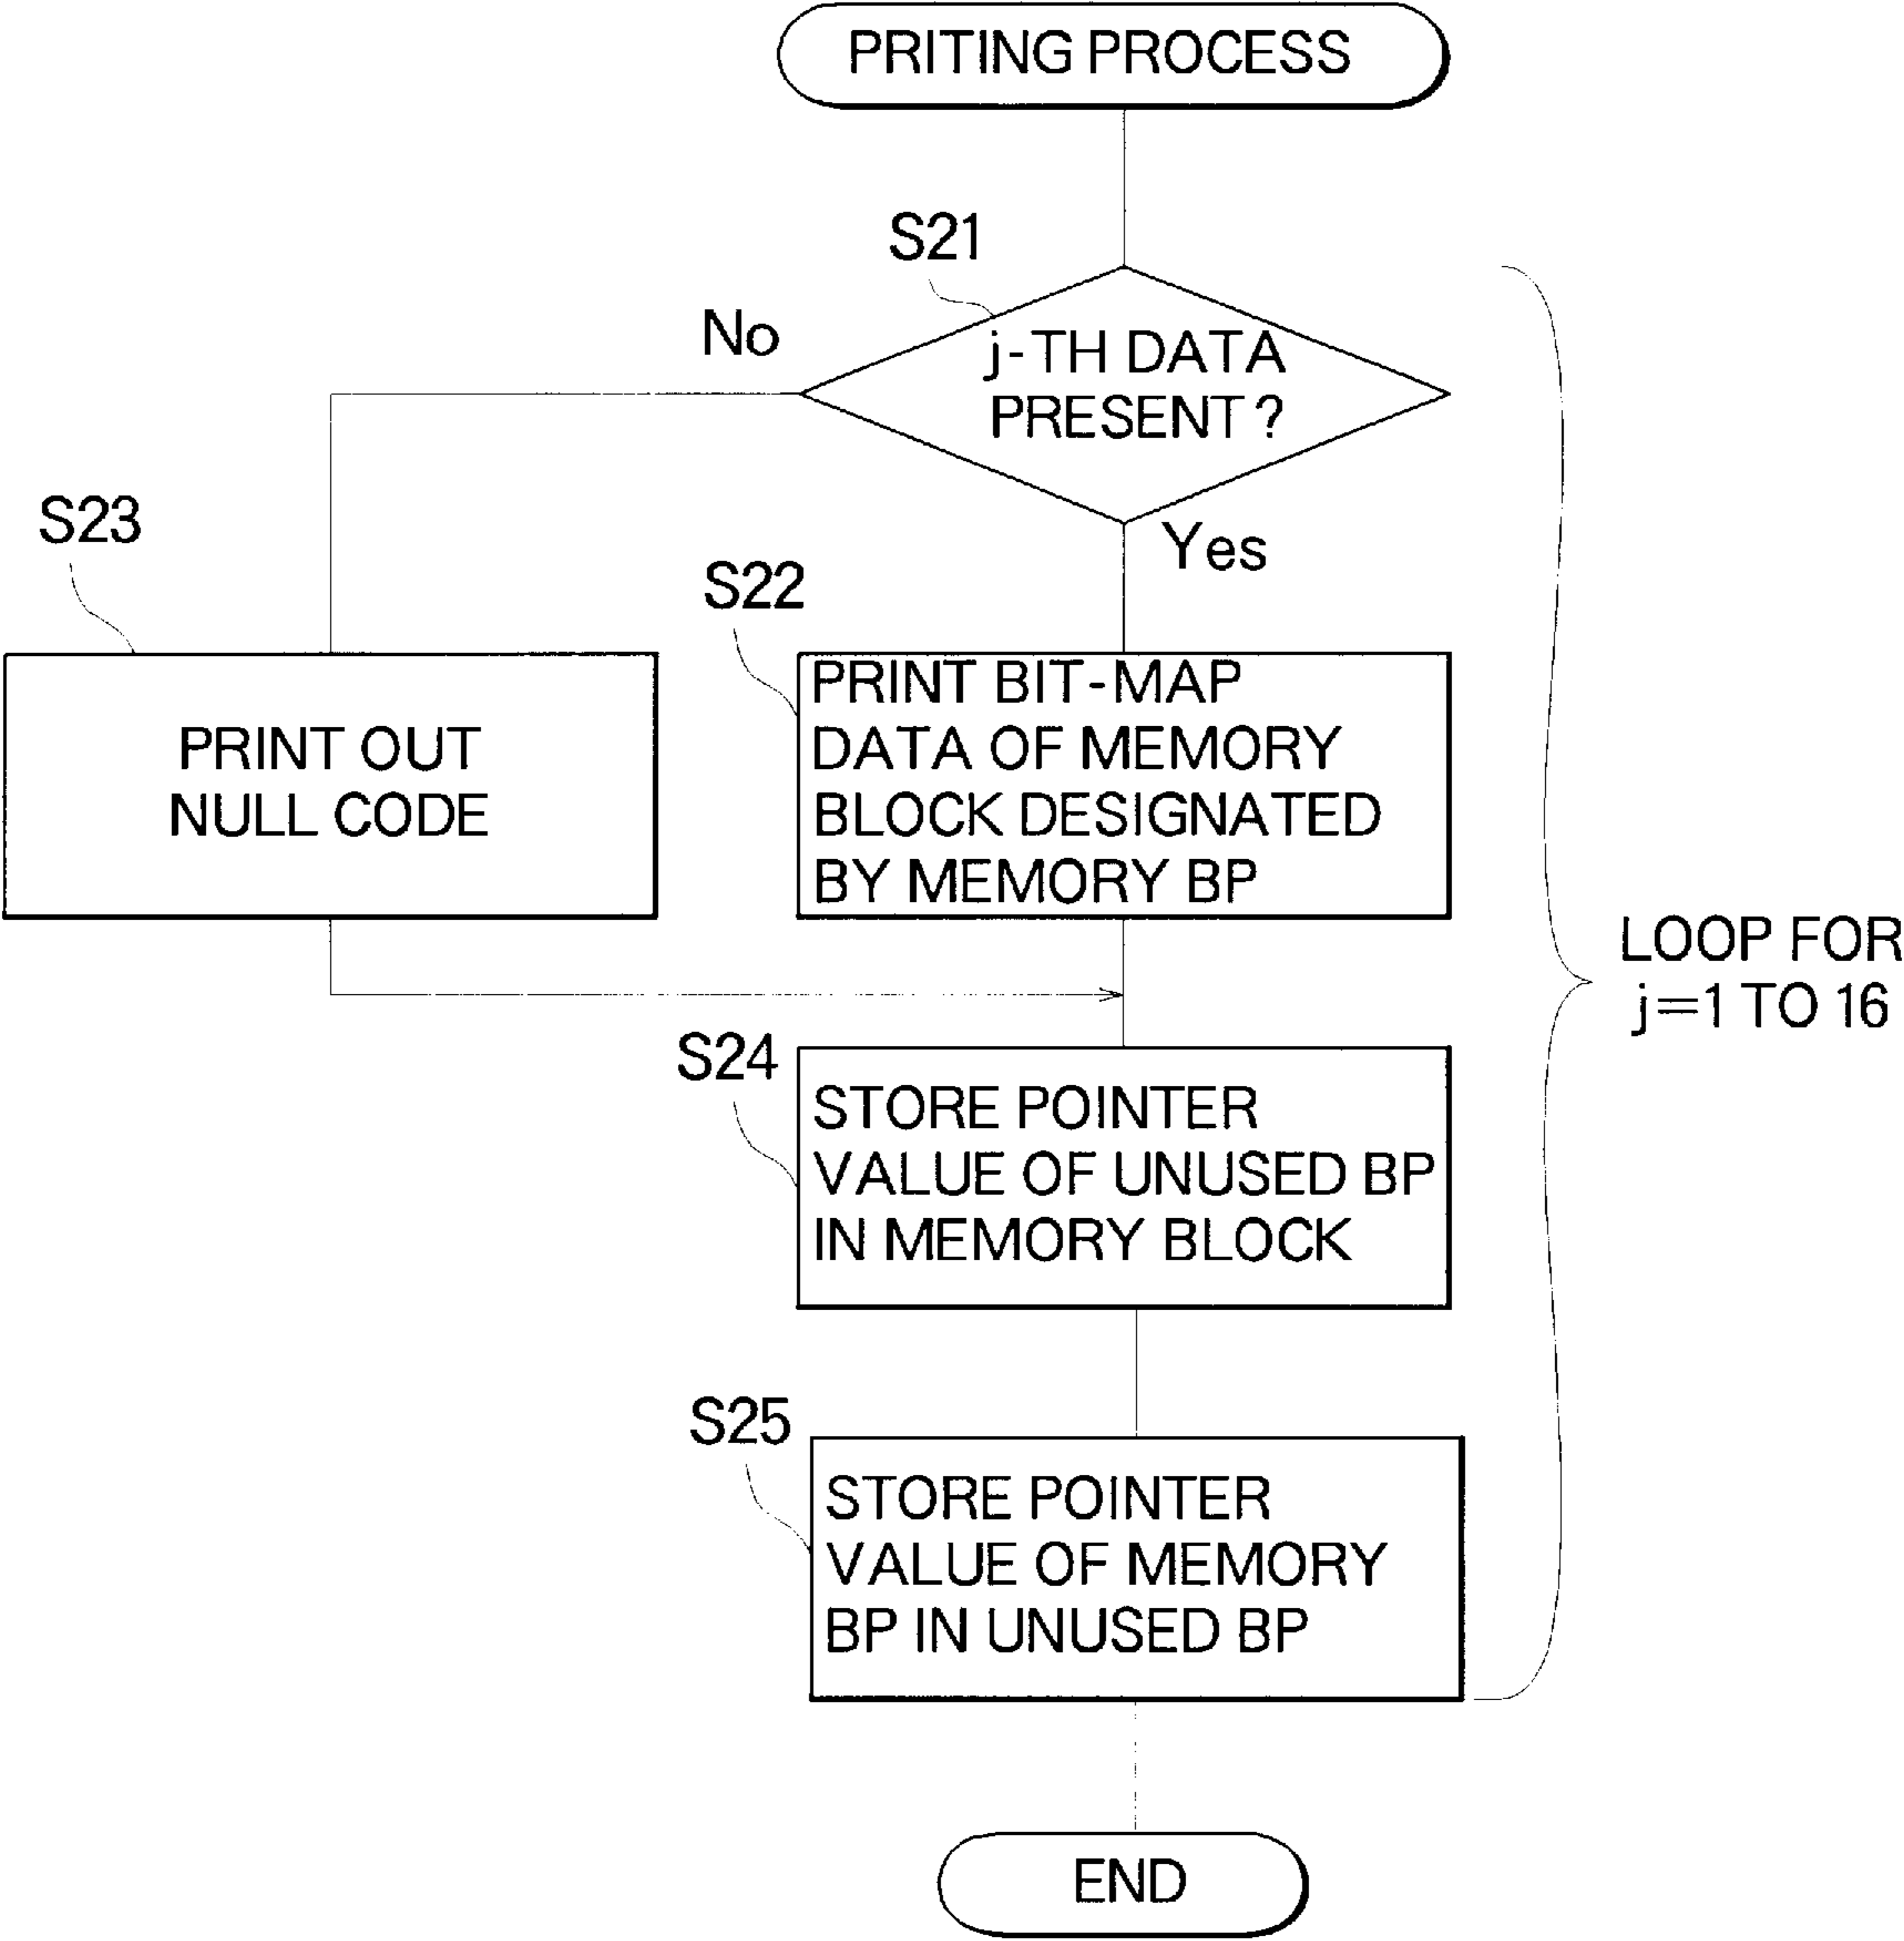 PRITING PROCESS
S21
No
j-TH DATA
PRESENT ?
Yes
S23
PRINT OUT
NULL CODE
S22
PRINT BIT-MAP
DATA OF MEMORY
BLOCK DESIGNATED
BY MEMORY BP
LOOP FOR
j=1 TO 16
S24
STORE POINTER
VALUE OF UNUSED BP
IN MEMORY BLOCK
S25
STORE POINTER
VALUE OF MEMORY
BP IN UNUSED BP
END